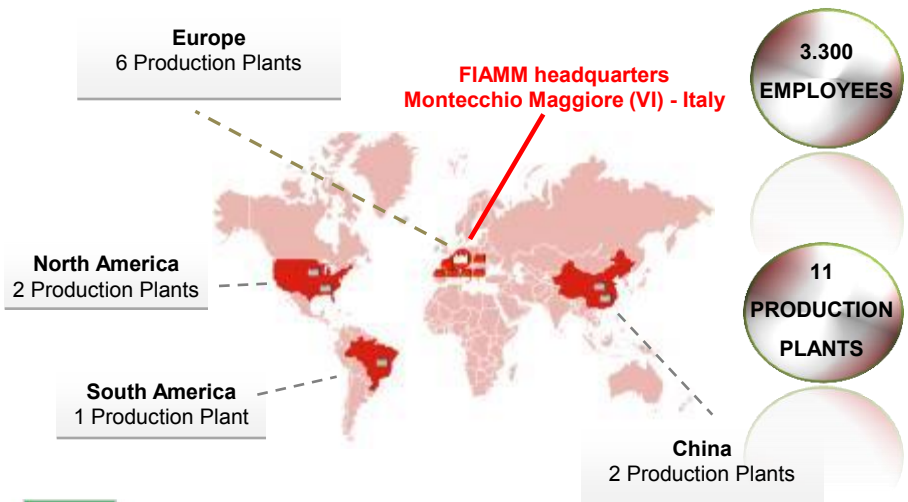 Europe
6 Production Plants
FIAMM headquarters
Montecchio Maggiore (VI) - Italy
3.300
EMPLOYEES
North America
2 Production Plants
11
PRODUCTION
PLANTS
South America
1 Production Plant
China
2 Production Plants